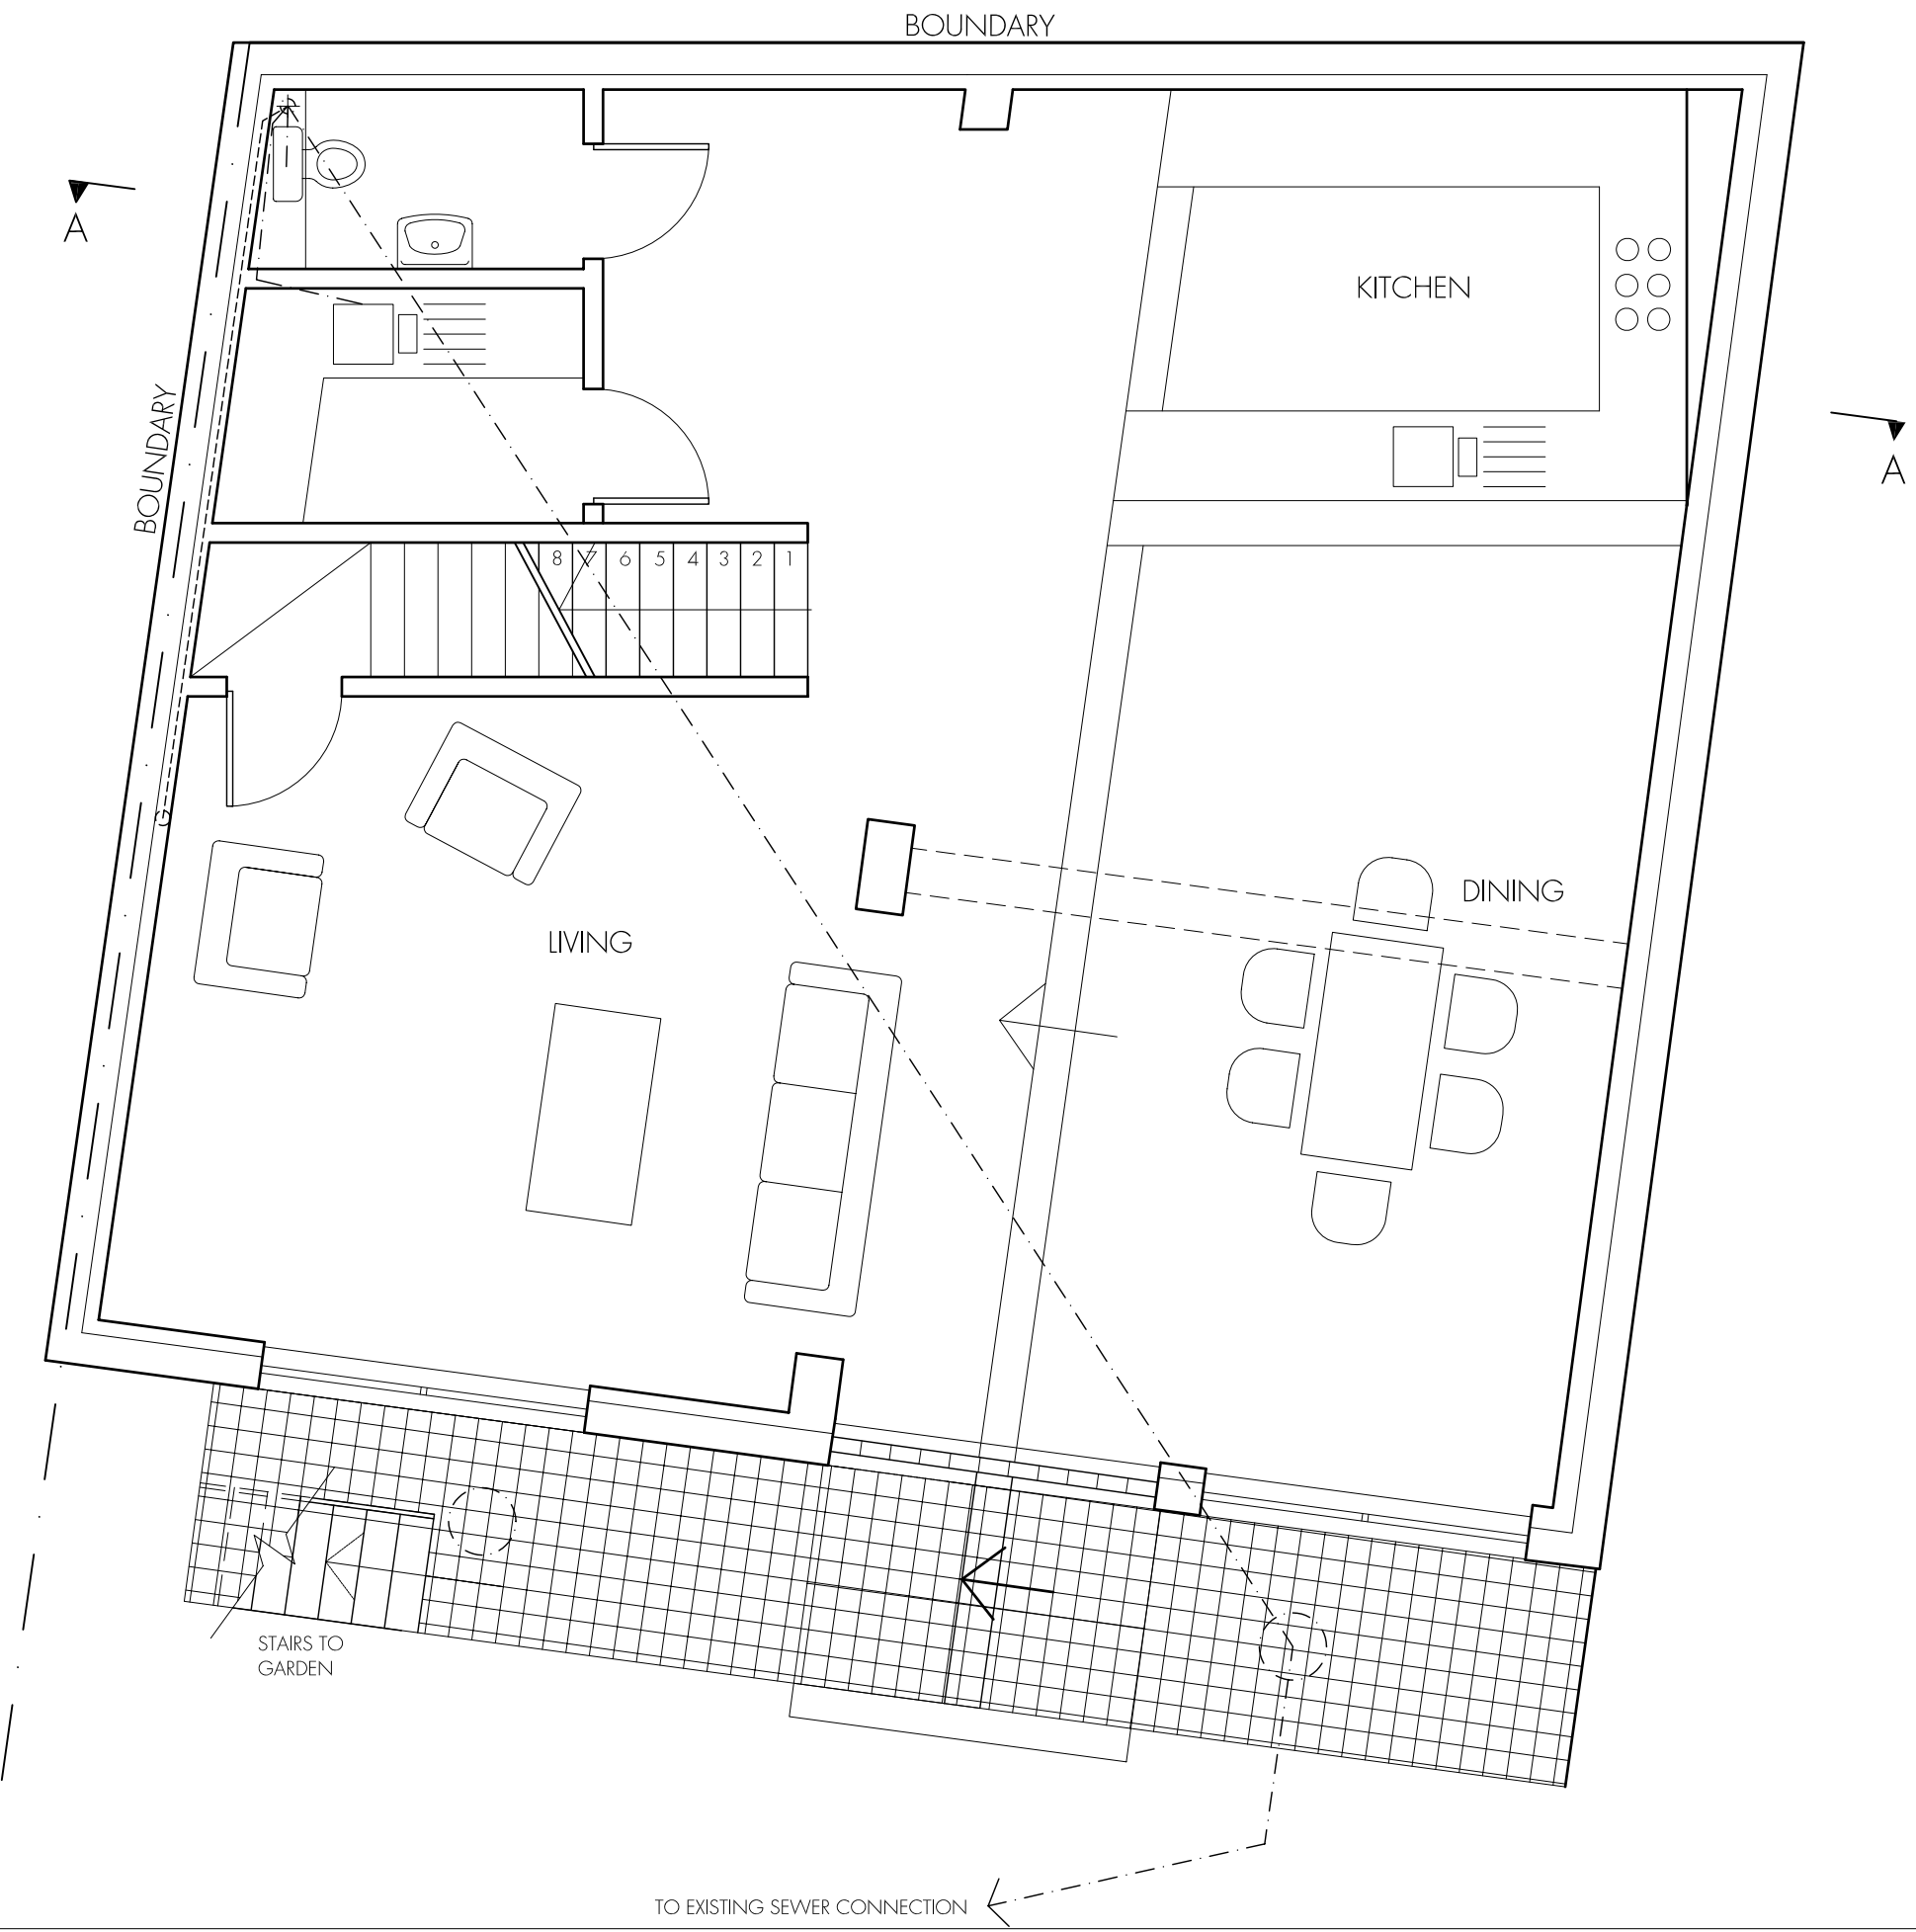 BOUNDARY
A
KITCHEN
BOUNDARY
A
8 7 6 5 4 3 2 1
DINING
LIVING
STAIRS TO
GARDEN
TO EXISTING SEWER CONNECTION